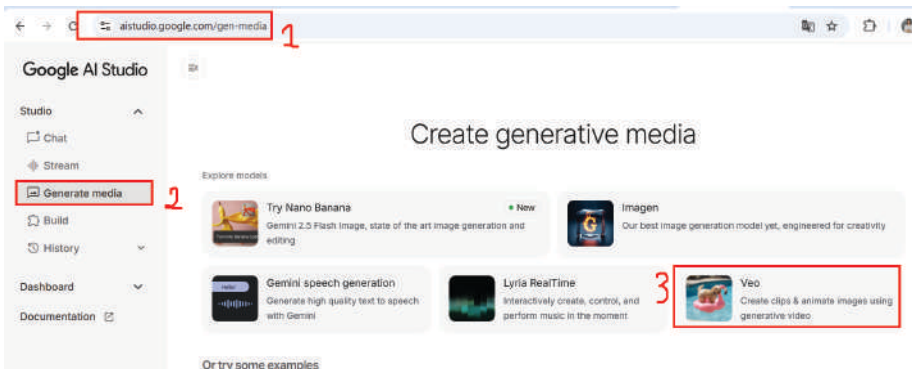 aistudio.google.com/gen-media
1
Google AI Studio
Studio
Chat
Stream
Generate media
2
Build
History
Dashboard
Documentation
Create generative media
Explore models
Try Nano Banana
New
Gemini 2.5 Flash Image, state of the art image generation and
editing
Imagen
Our best image generation model yet, engineered for creativity
Gemini speech generation
Generate high quality text to speech
with Gemini
Lyria RealTime
Interactively create, control, and
perform music in the moment
3
Veo
Create clips & animate images using
generative video
Or try some examples